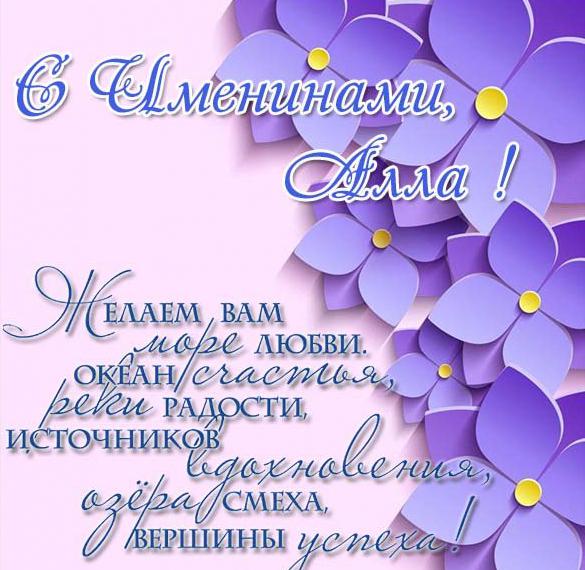 С Именинами,
Алла !
Желаем вам
море любви.
океан счастья,
реки радости,
источников
вдохновения,
озёра смеха,
вершины успеха!